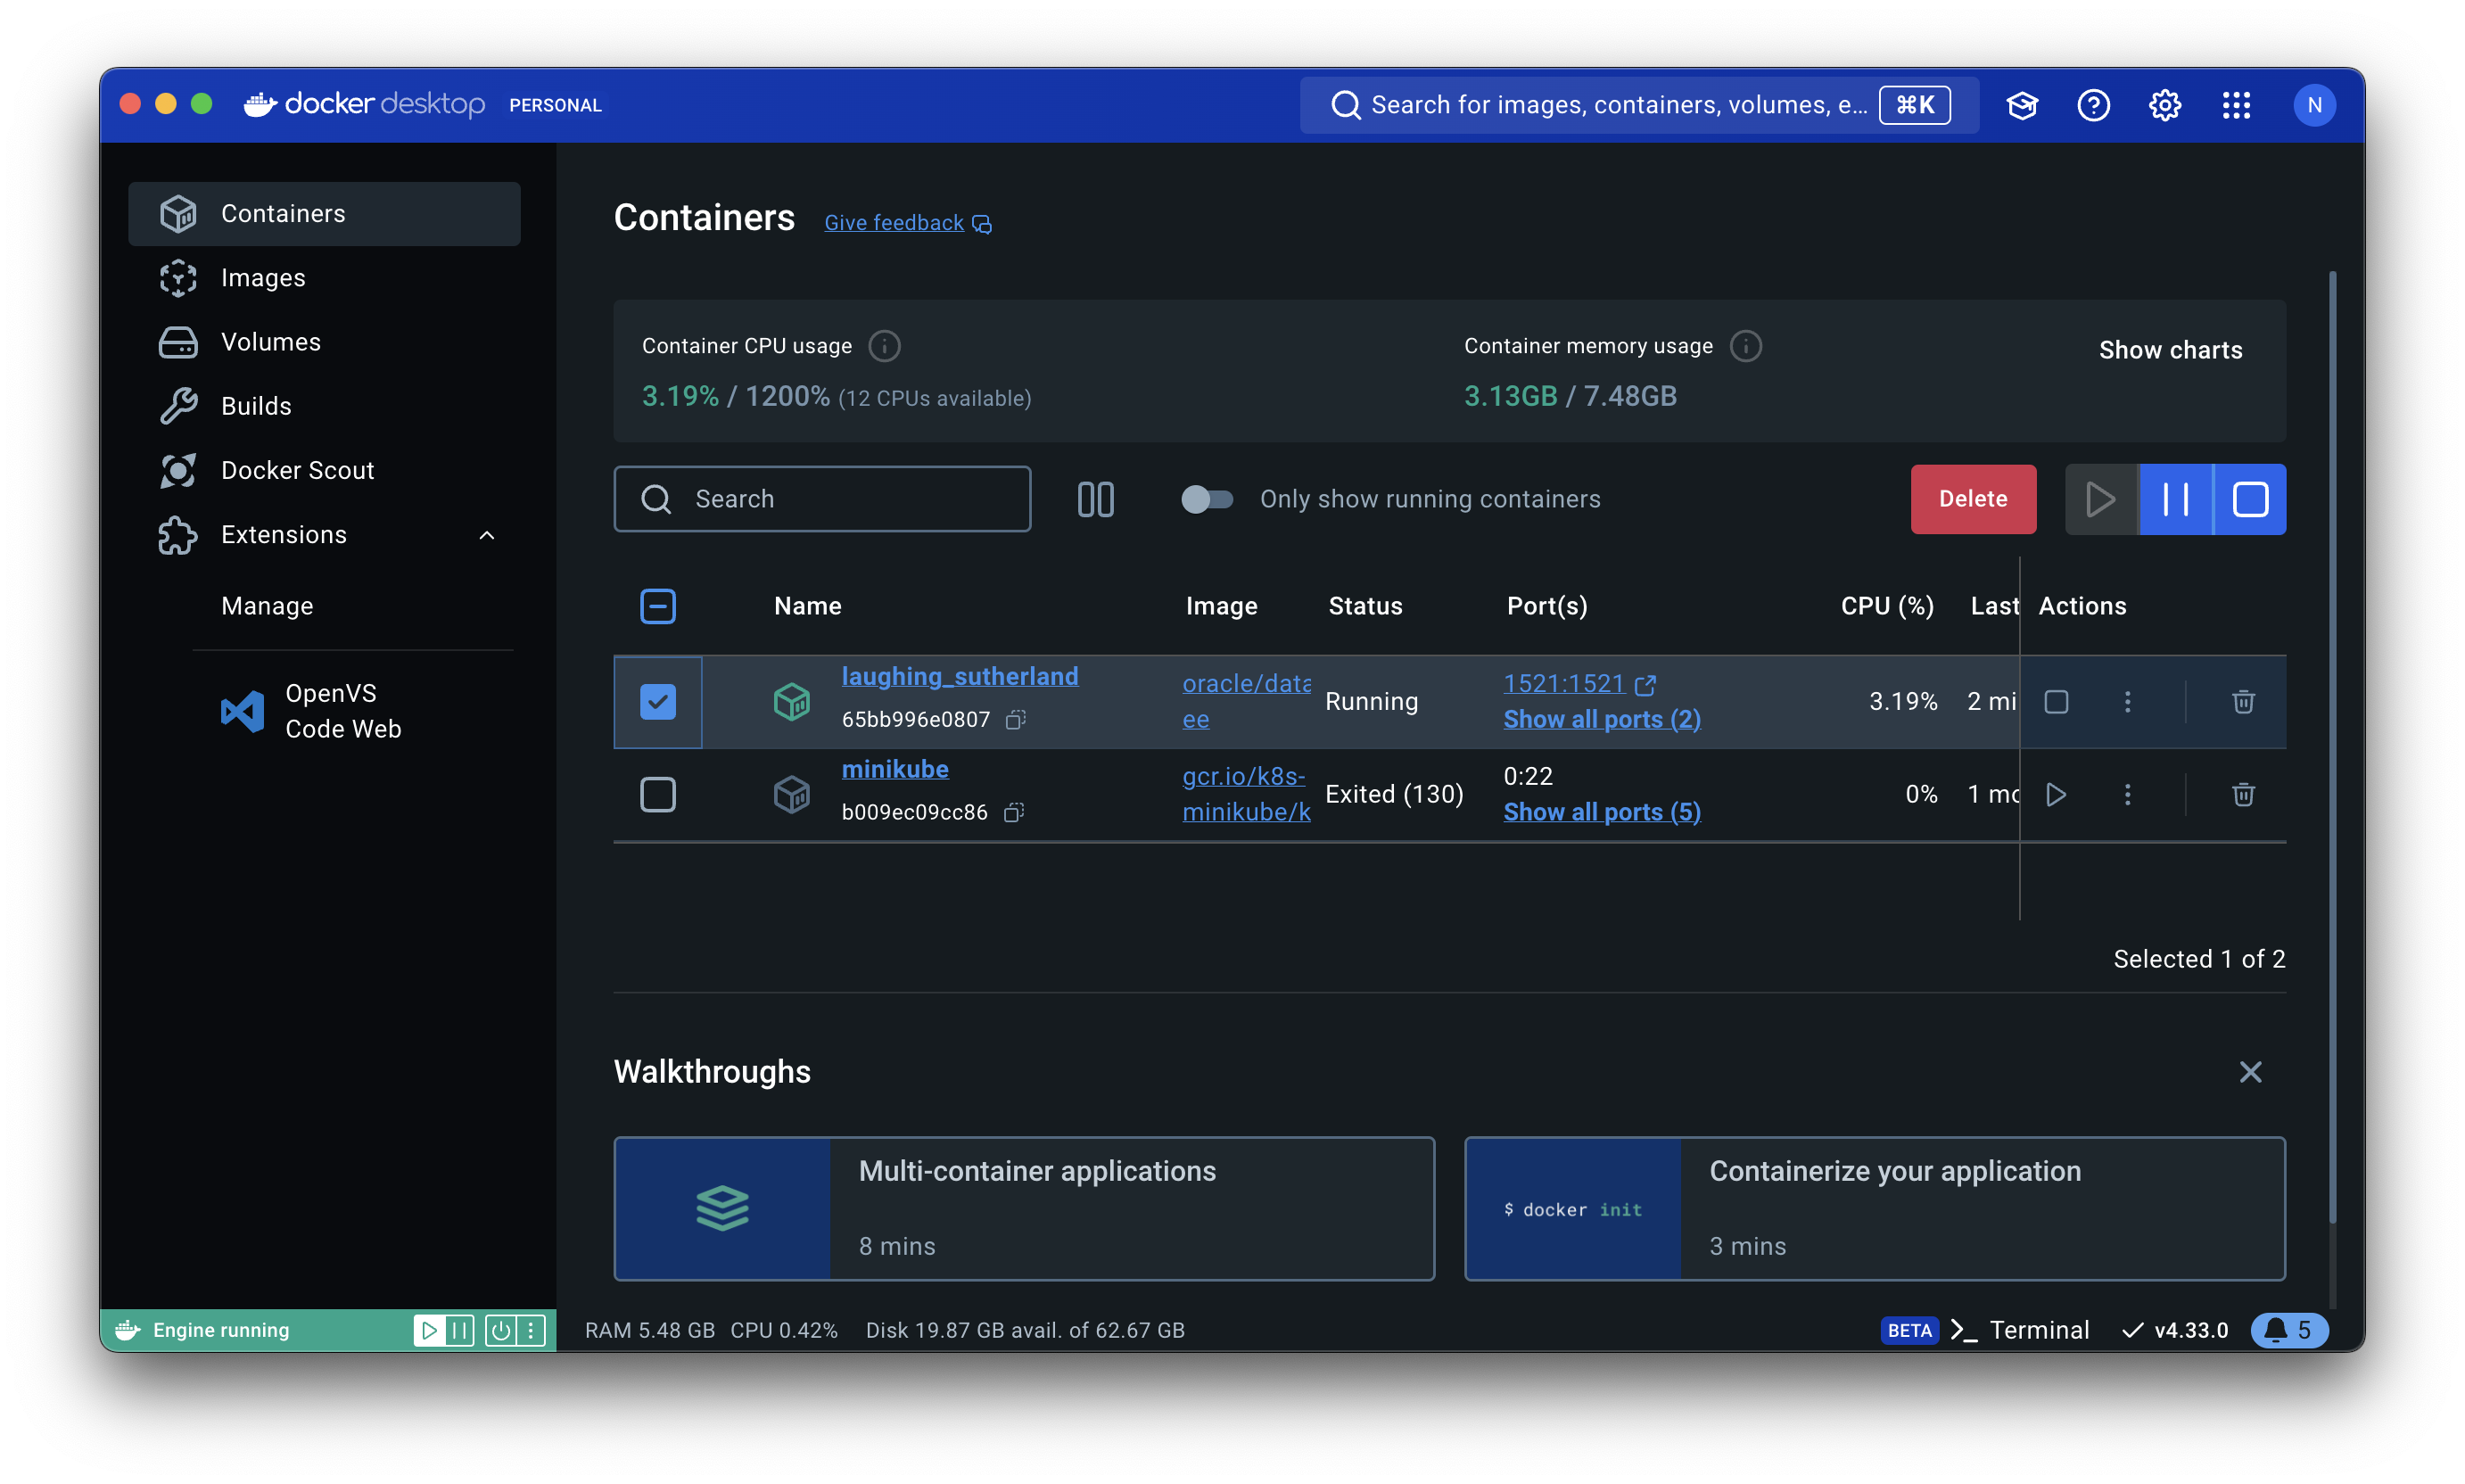 docker desktop PERSONAL
Search for images, containers, volumes, e... ⌘K
N
Containers
Images
Volumes
Builds
Docker Scout
Extensions
Manage
OpenVS
Code Web
Containers Give feedback
Container CPU usage
3.19% / 1200% (12 CPUs available)
Container memory usage
3.13GB / 7.48GB
Show charts
Search
Only show running containers
Delete
Name Image Status Port(s) CPU (%) Last Actions
laughing_sutherland
65bb996e0807
oracle/data
ee
Running
1521:1521
Show all ports (2)
3.19%
2 mi
minikube
b009ec09cc86
gcr.io/k8s-
minikube/k
Exited (130)
0:22
Show all ports (5)
0%
1 mo
Selected 1 of 2
Walkthroughs
Multi-container applications
8 mins
$ docker init
Containerize your application
3 mins
Engine running
RAM 5.48 GB CPU 0.42% Disk 19.87 GB avail. of 62.67 GB
BETA Terminal v4.33.0 5